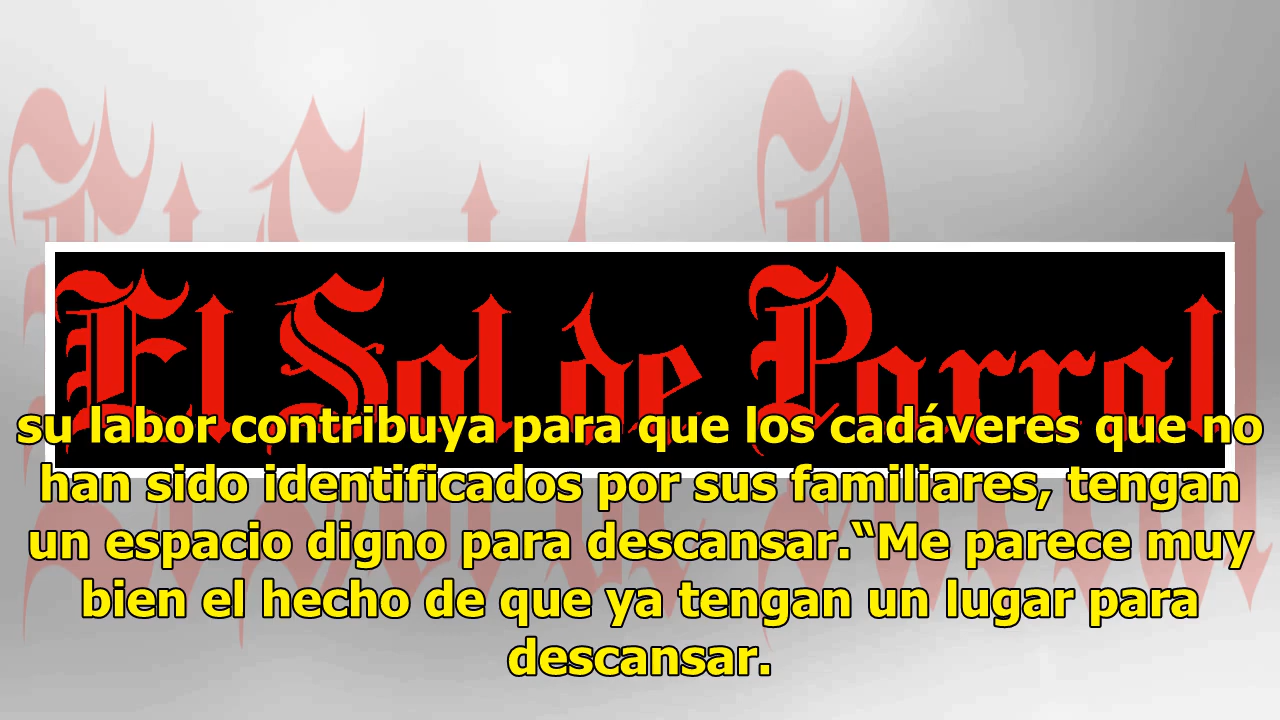 El Sol de Parral
su labor contribuya para que los cadáveres que no
han sido identificados por sus familiares, tengan
un espacio digno para descansar.“Me parece muy
bien el hecho de que ya tengan un lugar para
descansar.